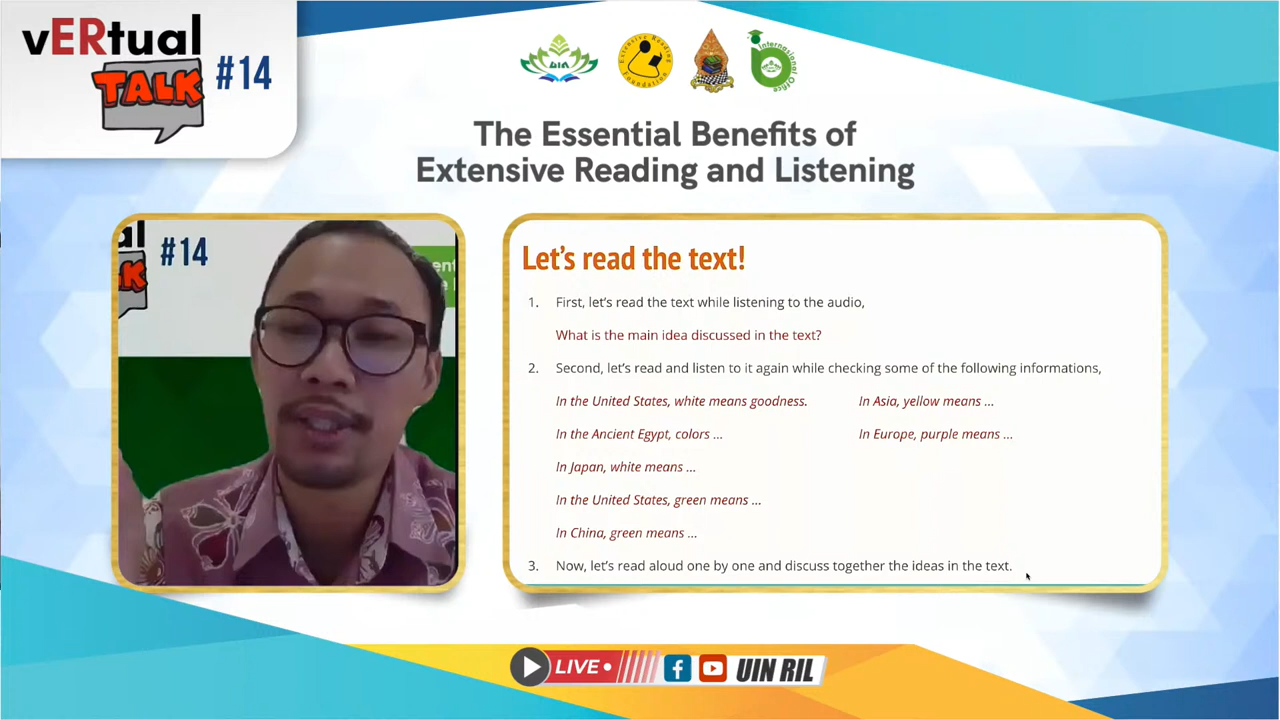 vERtual
TALK
#14
Extensive Reading
Foundation
Internasional Office
The Essential Benefits of
Extensive Reading and Listening
#14
Let's read the text!
1. First, let's read the text while listening to the audio,
What is the main idea discussed in the text?
2. Second, let's read and listen to it again while checking some of the following informations,
In the United States, white means goodness.
In Asia, yellow means ...
In the Ancient Egypt, colors ...
In Europe, purple means ...
In Japan, white means ...
In the United States, green means ...
In China, green means ...
3. Now, let's read aloud one by one and discuss together the ideas in the text.
LIVE
UIN RIL